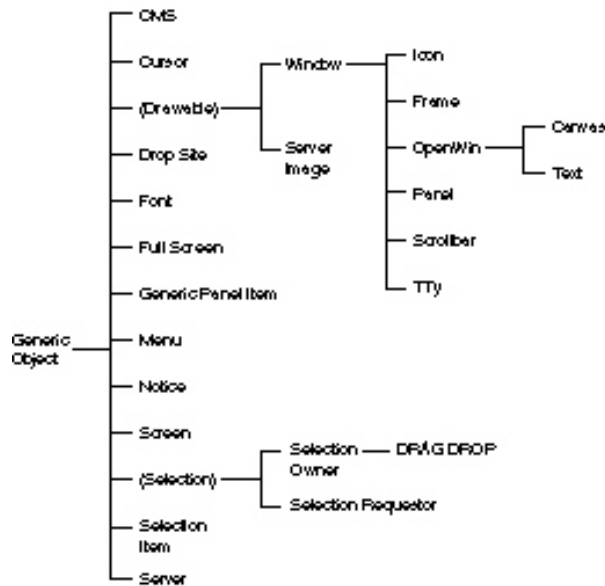 CMS
Cursor
(Drawable)
Drop Site
Font
Full Screen
Generic Panel Item
Generic
Object
Menu
Notice
Screen
(Selection)
Selection
Item
Server
Window
Server
Image
Icon
Frame
OpenWin
Panel
Scrollbar
TTy
Canvas
Text
Selection
Owner
DRAG DROP
Selection Requestor